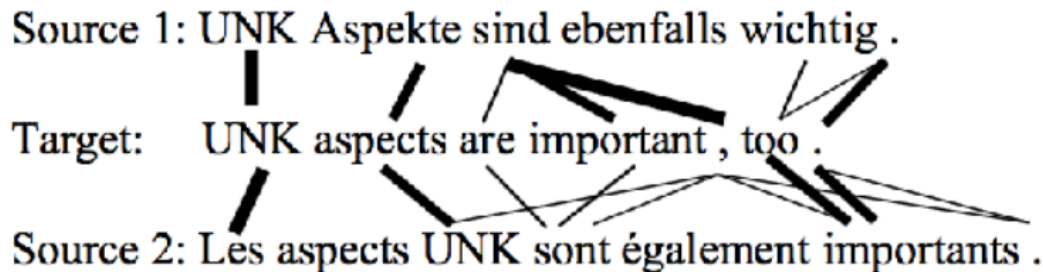 Source 1: UNK Aspekte sind ebenfalls wichtig .
Target: UNK aspects are important , too .
Source 2: Les aspects UNK sont également importants .